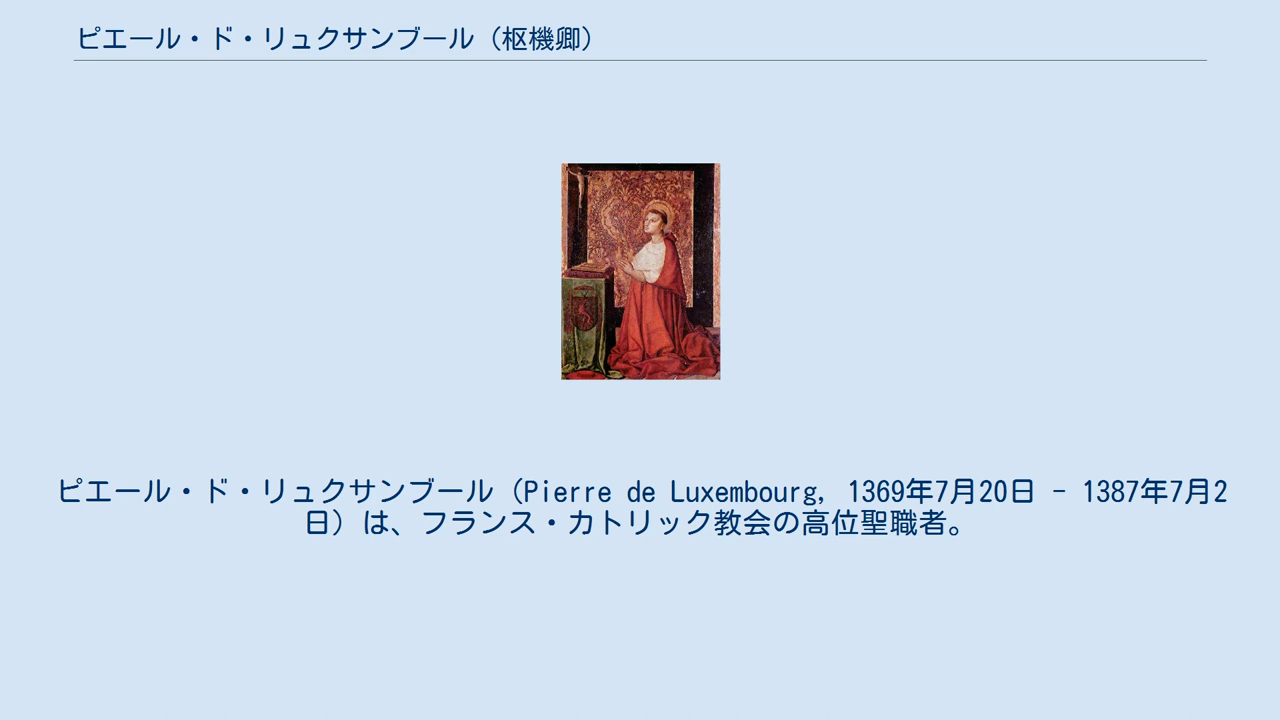 ピエール・ド・リュクサンブール（枢機卿）
ピエール・ド・リュクサンブール（Pierre de Luxembourg, 1369年7月20日 - 1387年7月2
日）は、フランス・カトリック教会の高位聖職者。